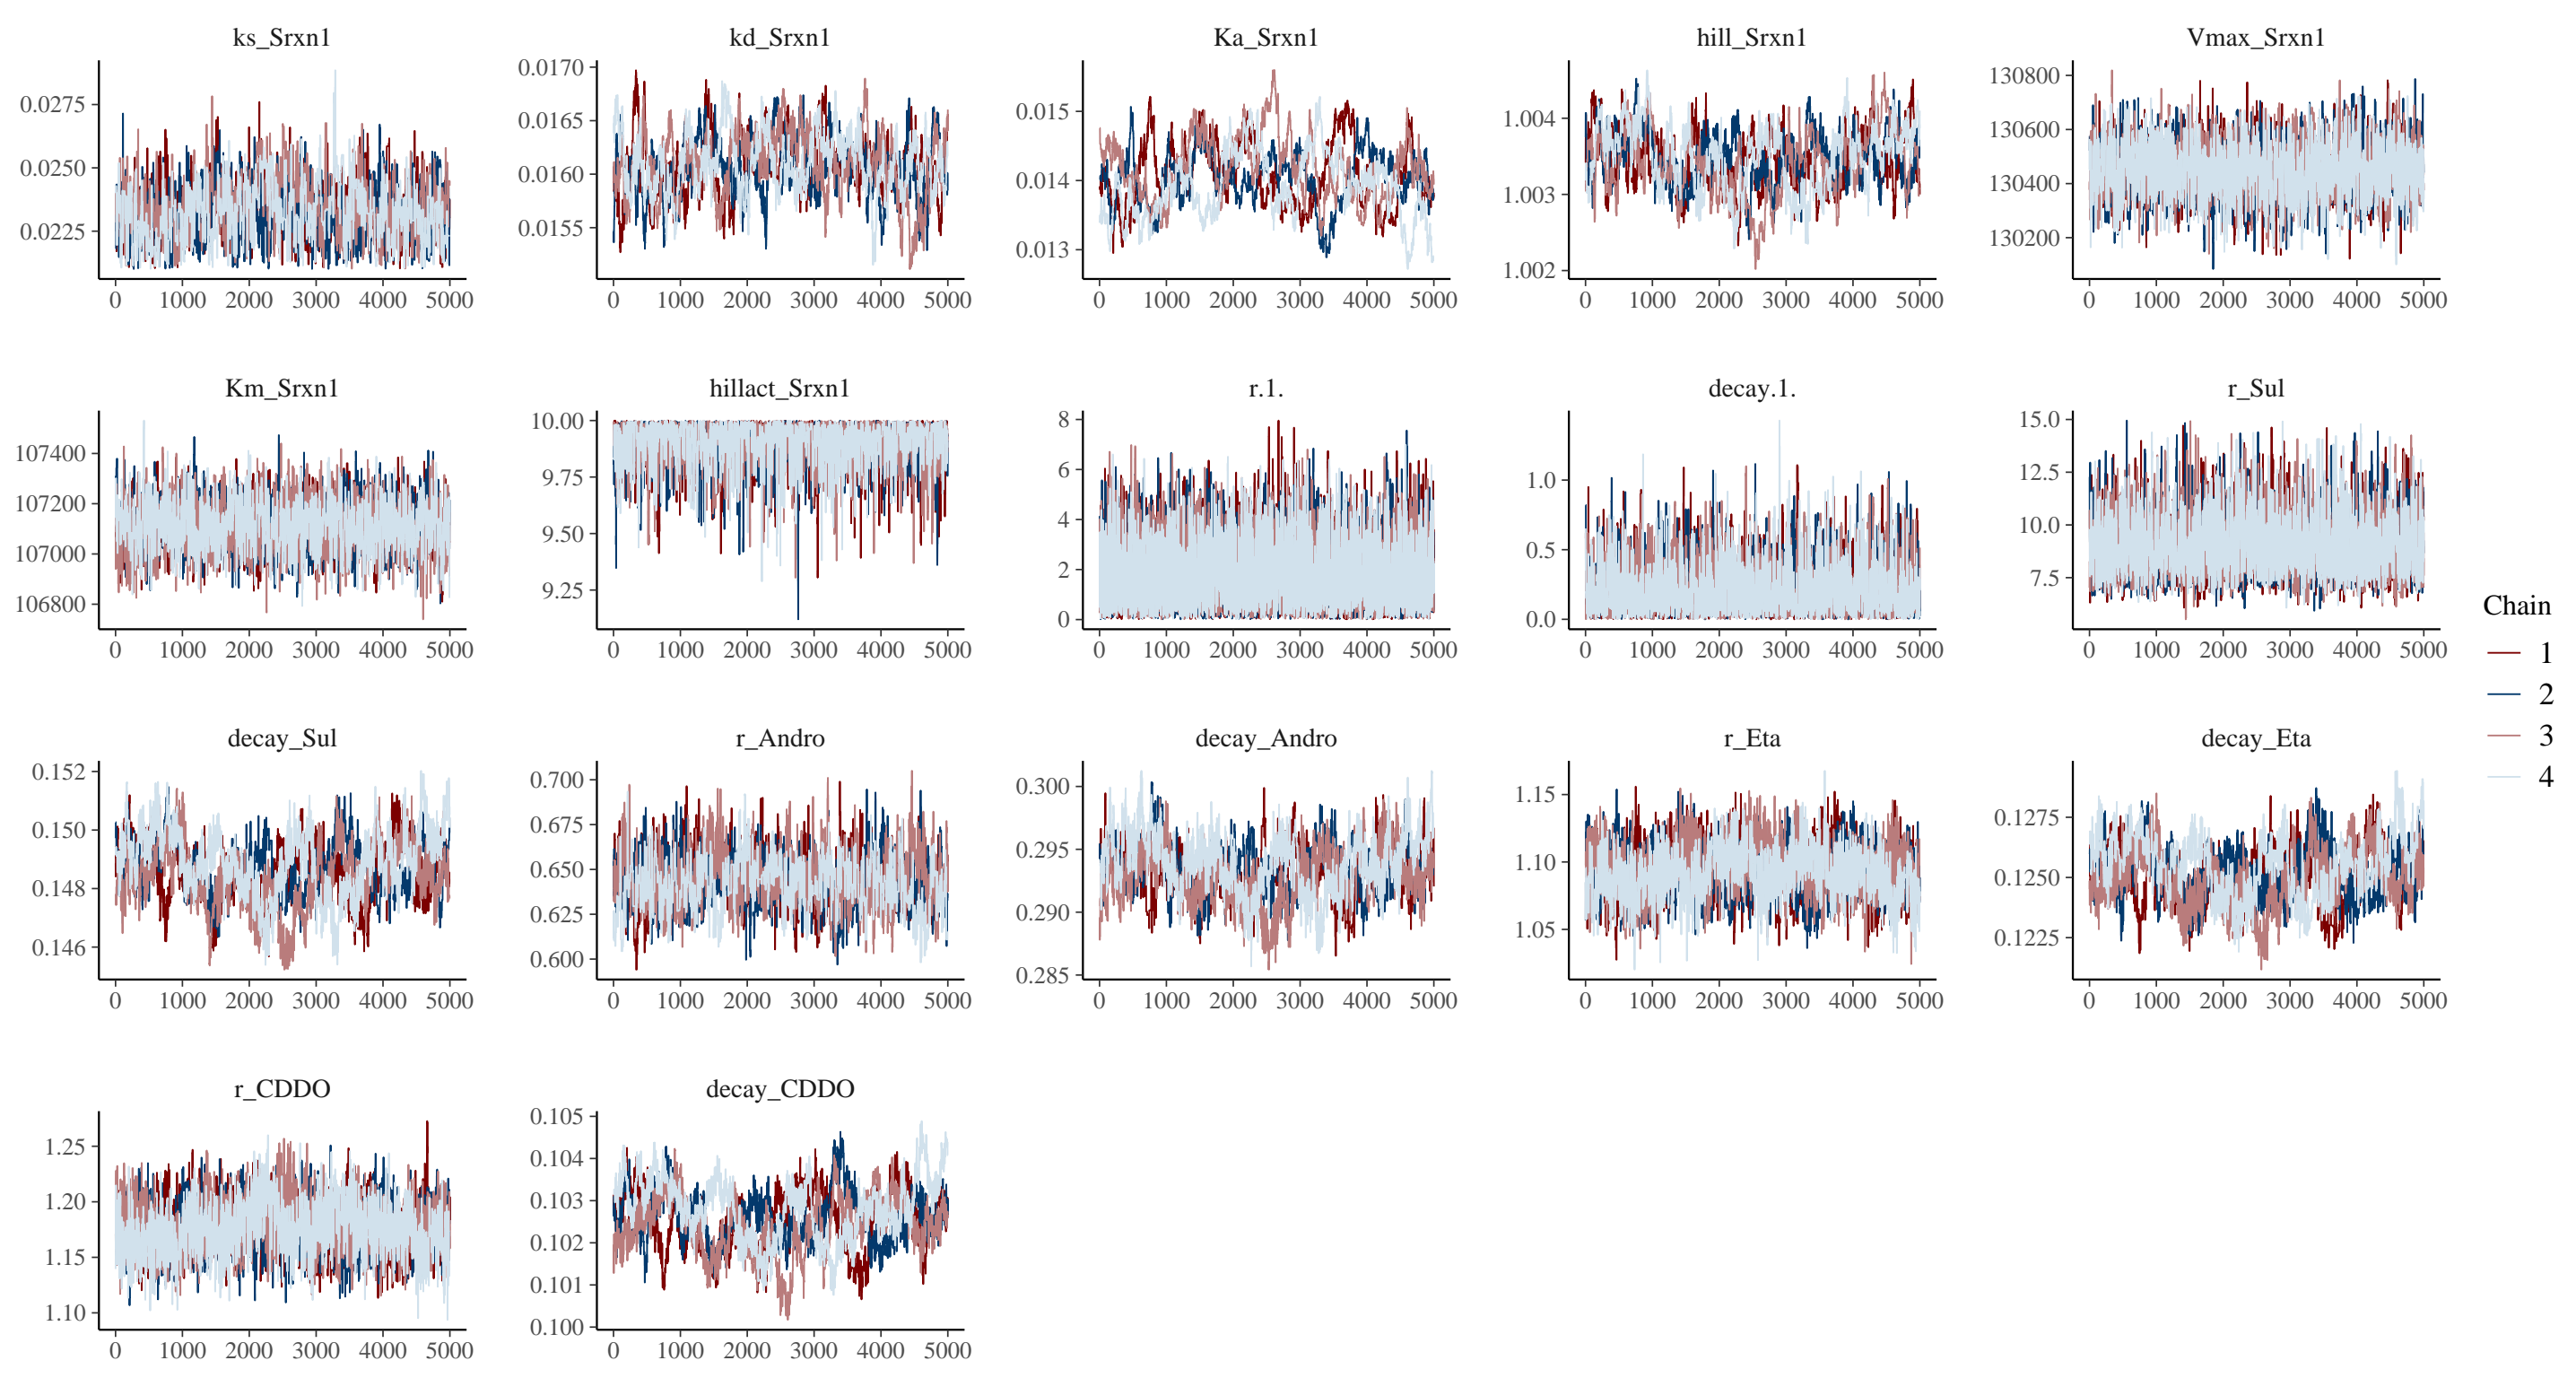 ks_Srxn1 kd_Srxn1 Ka_Srxn1 hill_Srxn1 Vmax_Srxn1
0.0275 0.0250 0.0225
0.0170 0.0165 0.0160 0.0155
0.015 0.014 0.013
1.004 1.003 1.002
130800 130600 130400 130200
0 1000 2000 3000 4000 5000 0 1000 2000 3000 4000 5000 0 1000 2000 3000 4000 5000 0 1000 2000 3000 4000 5000 0 1000 2000 3000 4000 5000
Km_Srxn1 hillact_Srxn1 r.1. decay.1. r_Sul
107400 107200 107000 106800
10.00 9.75 9.50 9.25
8 6 4 2 0
1.0 0.5 0.0
15.0 12.5 10.0 7.5
0 1000 2000 3000 4000 5000 0 1000 2000 3000 4000 5000 0 1000 2000 3000 4000 5000 0 1000 2000 3000 4000 5000 0 1000 2000 3000 4000 5000
decay_Sul r_Andro decay_Andro r_Eta decay_Eta
0.152 0.150 0.148 0.146
0.700 0.675 0.650 0.625 0.600
0.300 0.295 0.290 0.285
1.15 1.10 1.05
0.1275 0.1250 0.1225
0 1000 2000 3000 4000 5000 0 1000 2000 3000 4000 5000 0 1000 2000 3000 4000 5000 0 1000 2000 3000 4000 5000 0 1000 2000 3000 4000 5000
r_CDDO decay_CDDO
1.25 1.20 1.15 1.10
0.105 0.104 0.103 0.102 0.101 0.100
0 1000 2000 3000 4000 5000 0 1000 2000 3000 4000 5000
Chain
1
2
3
4